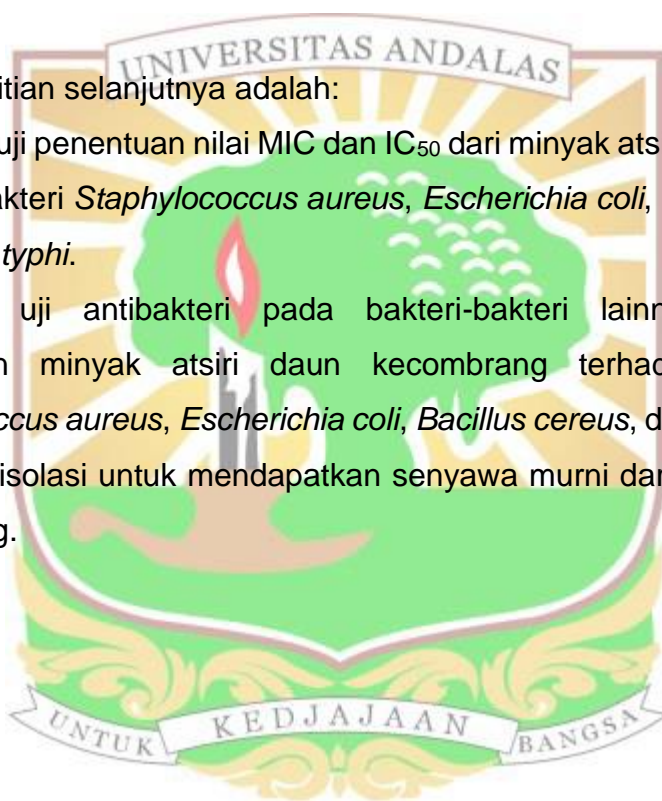 UNIVERSITAS ANDALAS
itian selanjutnya adalah:
uji penentuan nilai MIC dan IC50 dari minyak ats
akteri Staphylococcus aureus, Escherichia coli,
typhi.
uji antibakteri pada bakteri-bakteri lainr
n minyak atsiri daun kecombrang terhad
ccus aureus, Escherichia coli, Bacillus cereus, d
isolasi untuk mendapatkan senyawa murni dar
g.
UNTUK KEDJAJAAN BANGSA